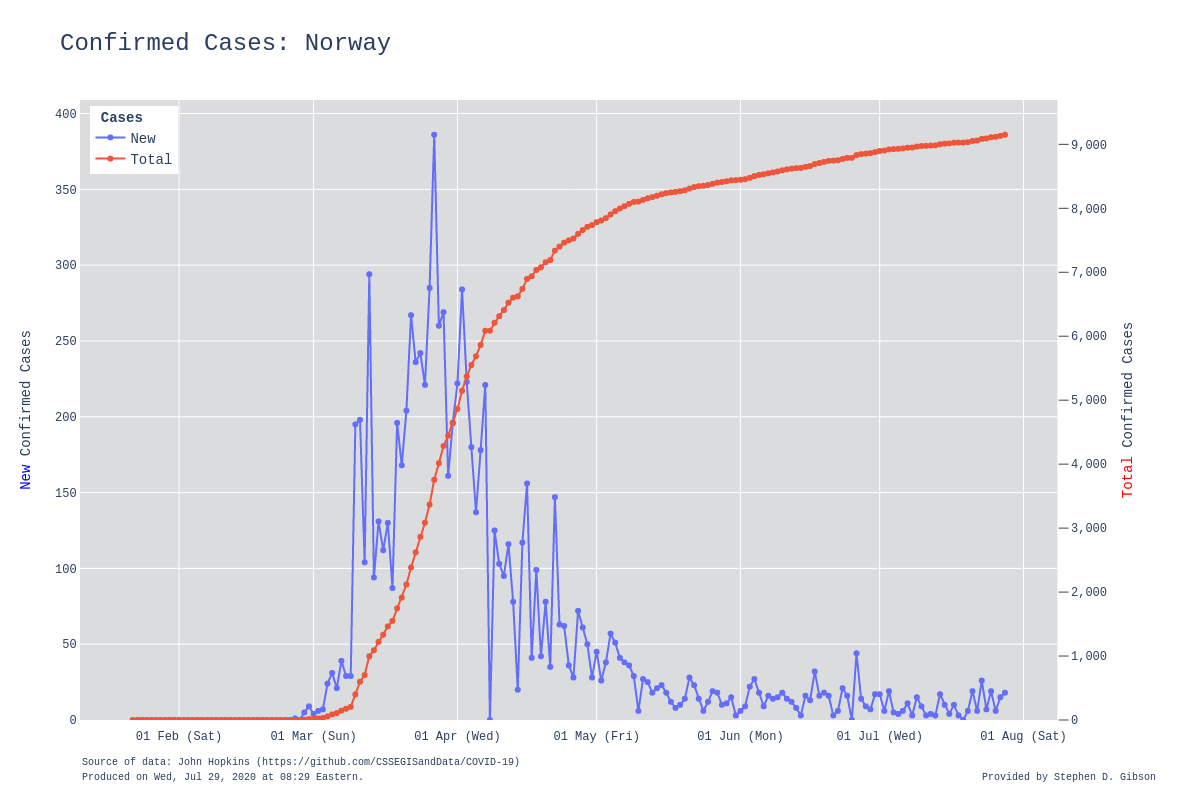 Confirmed Cases: Norway
Cases
New
Total
400
350
300
250
200
150
100
50
0
9,000
8,000
7,000
6,000
5,000
4,000
3,000
2,000
1,000
0
New Confirmed Cases
Total Confirmed Cases
01 Feb (Sat)
01 Mar (Sun)
01 Apr (Wed)
01 May (Fri)
01 Jun (Mon)
01 Jul (Wed)
01 Aug (Sat)
Source of data: John Hopkins (https://github.com/CSSEGISandData/COVID-19)
Produced on Wed, Jul 29, 2020 at 08:29 Eastern.
Provided by Stephen D. Gibson